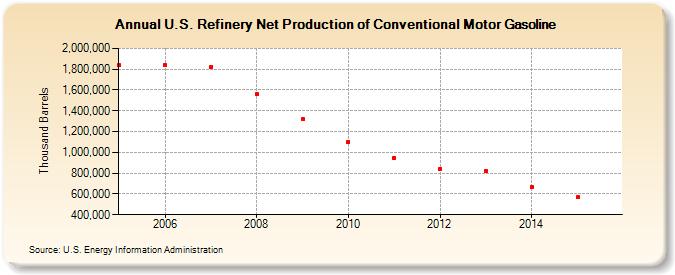 Annual U.S. Refinery Net Production of Conventional Motor Gasoline
Thousand Barrels
2,000,000
1,800,000
1,600,000
1,400,000
1,200,000
1,000,000
800,000
600,000
400,000
2006 2008 2010 2012 2014
Source: U.S. Energy Information Administration